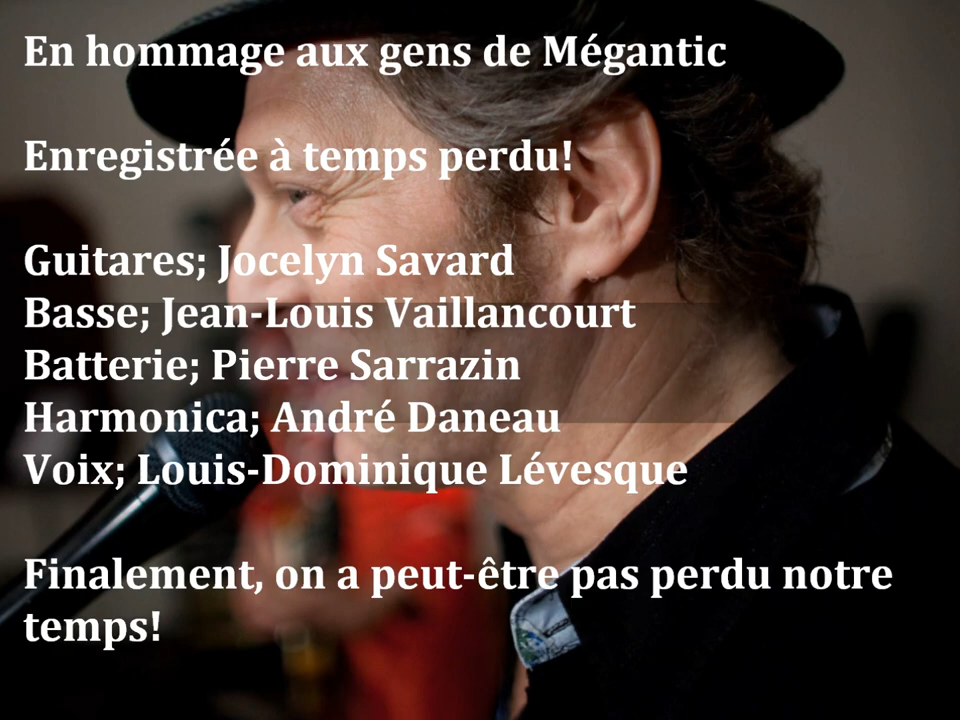 En hommage aux gens de Mégantic
Enregistrée à temps perdu!
Guitares; Jocelyn Savard
Basse; Jean-Louis Vaillancourt
Batterie; Pierre Sarrazin
Harmonica; André Daneau
Voix; Louis-Dominique Lévesque
Finalement, on a peut-être pas perdu notre
temps!